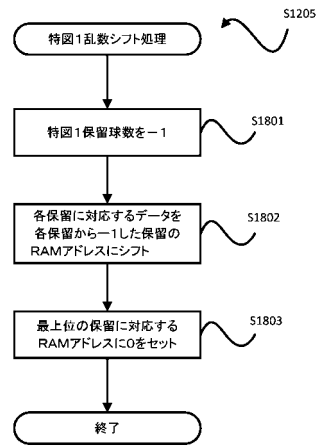 特図1乱数シフト処理
S1205
特図1保留球数を－1
S1801
各保留に対応するデータを
各保留から－1した保留の
RAMアドレスにシフト
S1802
最上位の保留に対応する
RAMアドレスに0をセット
S1803
終了